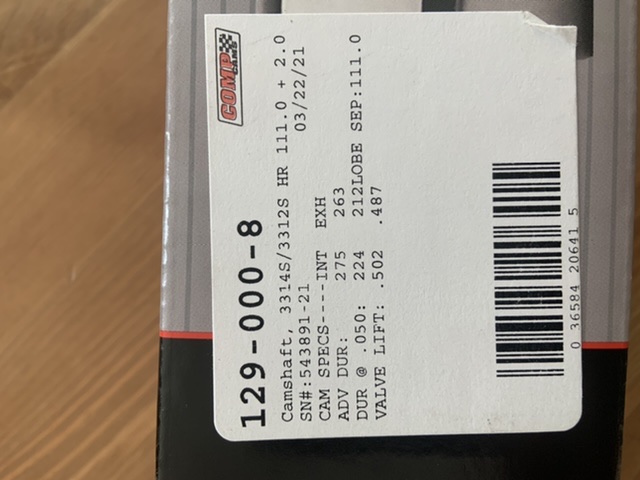 COMP
CAMS
129-000-8
Camshaft, 3314S/3312S HR 111.0 + 2.0
SN#:543891-21 03/22/21
CAM SPECS----INT EXH
ADV DUR: 275 263
DUR @ .050: 224 212LOBE SEP:111.0
VALVE LIFT: .502 .487
0 36584 20641 5